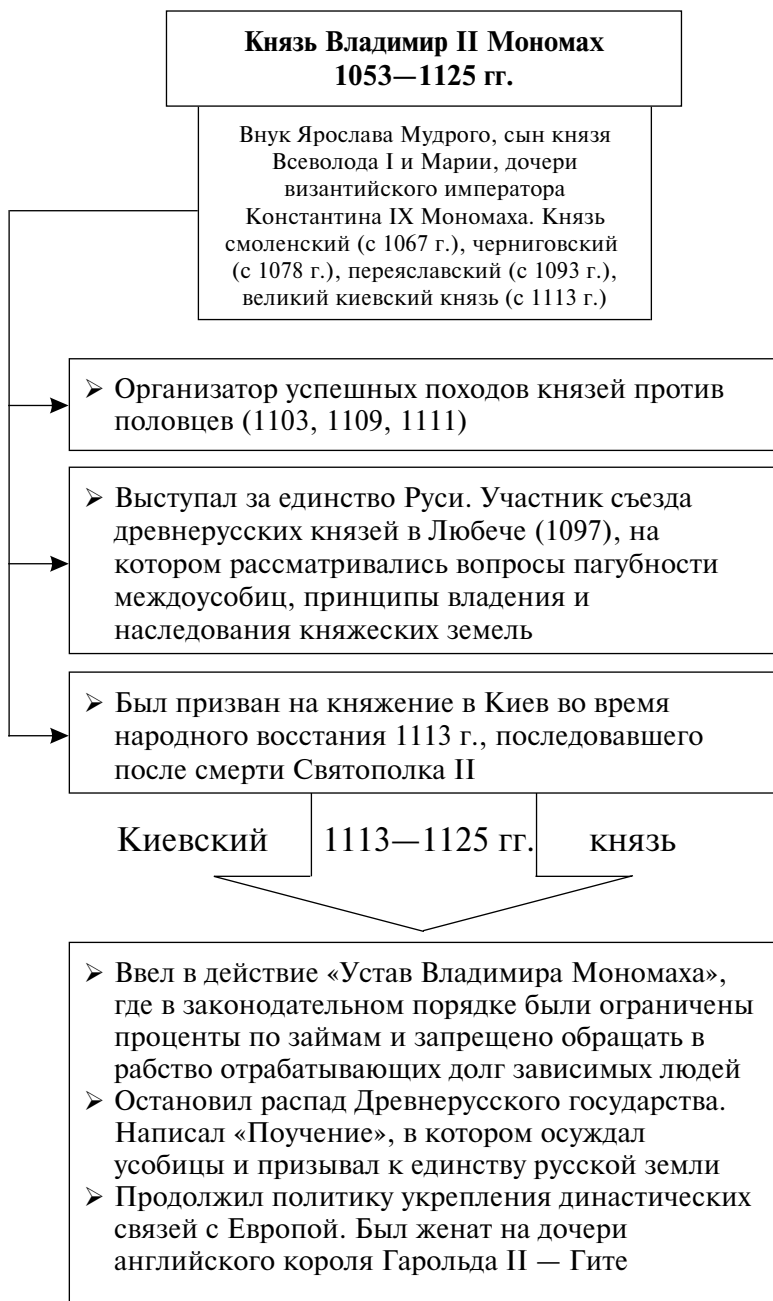 Князь Владимир II Мономах
1053—1125 гг.
Внук Ярослава Мудрого, сын князя
Всеволода I и Марии, дочери
византийского императора
Константина IX Мономаха. Князь
смоленский (с 1067 г.), черниговский
(с 1078 г.), переяславский (с 1093 г.),
великий киевский князь (с 1113 г.)
➢ Организатор успешных походов князей против
половцев (1103, 1109, 1111)
➢ Выступал за единство Руси. Участник съезда
древнерусских князей в Любече (1097), на
котором рассматривались вопросы пагубности
междоусобиц, принципы владения и
наследования княжеских земель
➢ Был призван на княжение в Киев во время
народного восстания 1113 г., последовавшего
после смерти Святополка II
Киевский 1113—1125 гг. князь
➢ Ввел в действие «Устав Владимира Мономаха»,
где в законодательном порядке были ограничены
проценты по займам и запрещено обращать в
рабство отрабатывающих долг зависимых людей
➢ Остановил распад Древнерусского государства.
Написал «Поучение», в котором осуждал
усобицы и призывал к единству русской земли
➢ Продолжил политику укрепления династических
связей с Европой. Был женат на дочери
английского короля Гарольда II — Гите